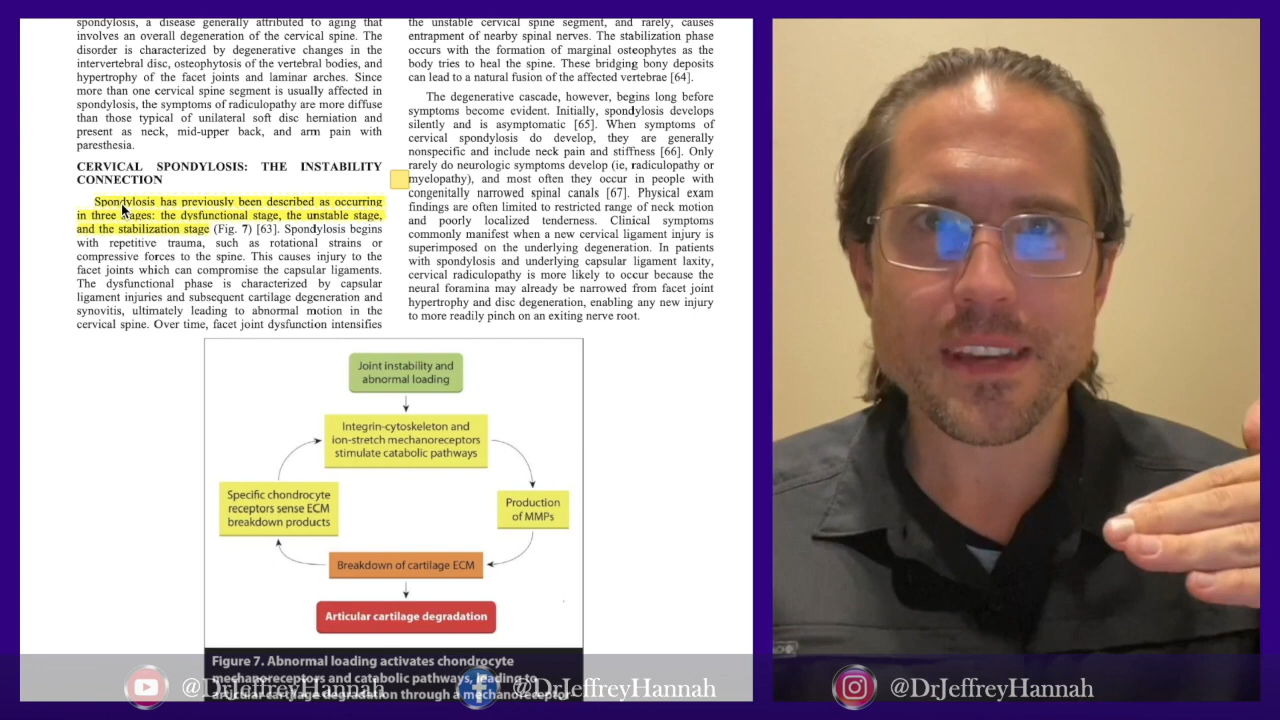 spondylosis, a disease generally attributed to aging that
involves an overall degeneration of the cervical spine. The
disorder is characterized by degenerative changes in the
intervertebral disc, osteophytosis of the vertebral bodies, and
hypertrophy of the facet joints and laminar arches. Since
more than one cervical spine segment is usually affected in
spondylosis, the symptoms of radiculopathy are more diffuse
than those typical of unilateral soft disc herniation and
present as neck, mid-upper back, and arm pain with
paresthesia.
CERVICAL SPONDYLOSIS: THE INSTABILITY
CONNECTION
Spondylosis has previously been described as occurring
in three stages: the dysfunctional stage, the unstable stage,
and the stabilization stage (Fig. 7) [63]. Spondylosis begins
with repetitive trauma, such as rotational strains or
compressive forces to the spine. This causes injury to the
facet joints which can compromise the capsular ligaments.
The dysfunctional phase is characterized by capsular
ligament injuries and subsequent cartilage degeneration and
synovitis, ultimately leading to abnormal motion in the
cervical spine. Over time, facet joint dysfunction intensifies
the unstable cervical spine segment, and rarely, causes
entrapment of nearby spinal nerves. The stabilization phase
occurs with the formation of marginal osteophytes as the
body tries to heal the spine. These bridging bony deposits
can lead to a natural fusion of the affected vertebrae [64].
The degenerative cascade, however, begins long before
symptoms become evident. Initially, spondylosis develops
silently and is asymptomatic [65]. When symptoms of
cervical spondylosis do develop, they are generally
nonspecific and include neck pain and stiffness [66]. Only
rarely do neurologic symptoms develop (ie, radiculopathy or
myelopathy), and most often they occur in people with
congenitally narrowed spinal canals [67]. Physical exam
findings are often limited to restricted range of neck motion
and poorly localized tenderness. Clinical symptoms
commonly manifest when a new cervical ligament injury is
superimposed on the underlying degeneration. In patients
with spondylosis and underlying capsular ligament laxity,
cervical radiculopathy is more likely to occur because the
neural foramina may already be narrowed from facet joint
hypertrophy and disc degeneration, enabling any new injury
to more readily pinch on an exiting nerve root.
Joint instability and
abnormal loading
Integrin-cytoskeleton and
ion-stretch mechanoreceptors
stimulate catabolic pathways
Specific chondrocyte
receptors sense ECM
breakdown products
Production
of MMPs
Breakdown of cartilage ECM
Articular cartilage degradation
Figure 7. Abnormal loading activates chondrocyte
mechanoreceptors and catabolic pathways, leading to
articular cartilage degradation through a mechanoreceptor
@DrJeffreyHannah
@DrJeffreyHannah
@DrJeffreyHannah